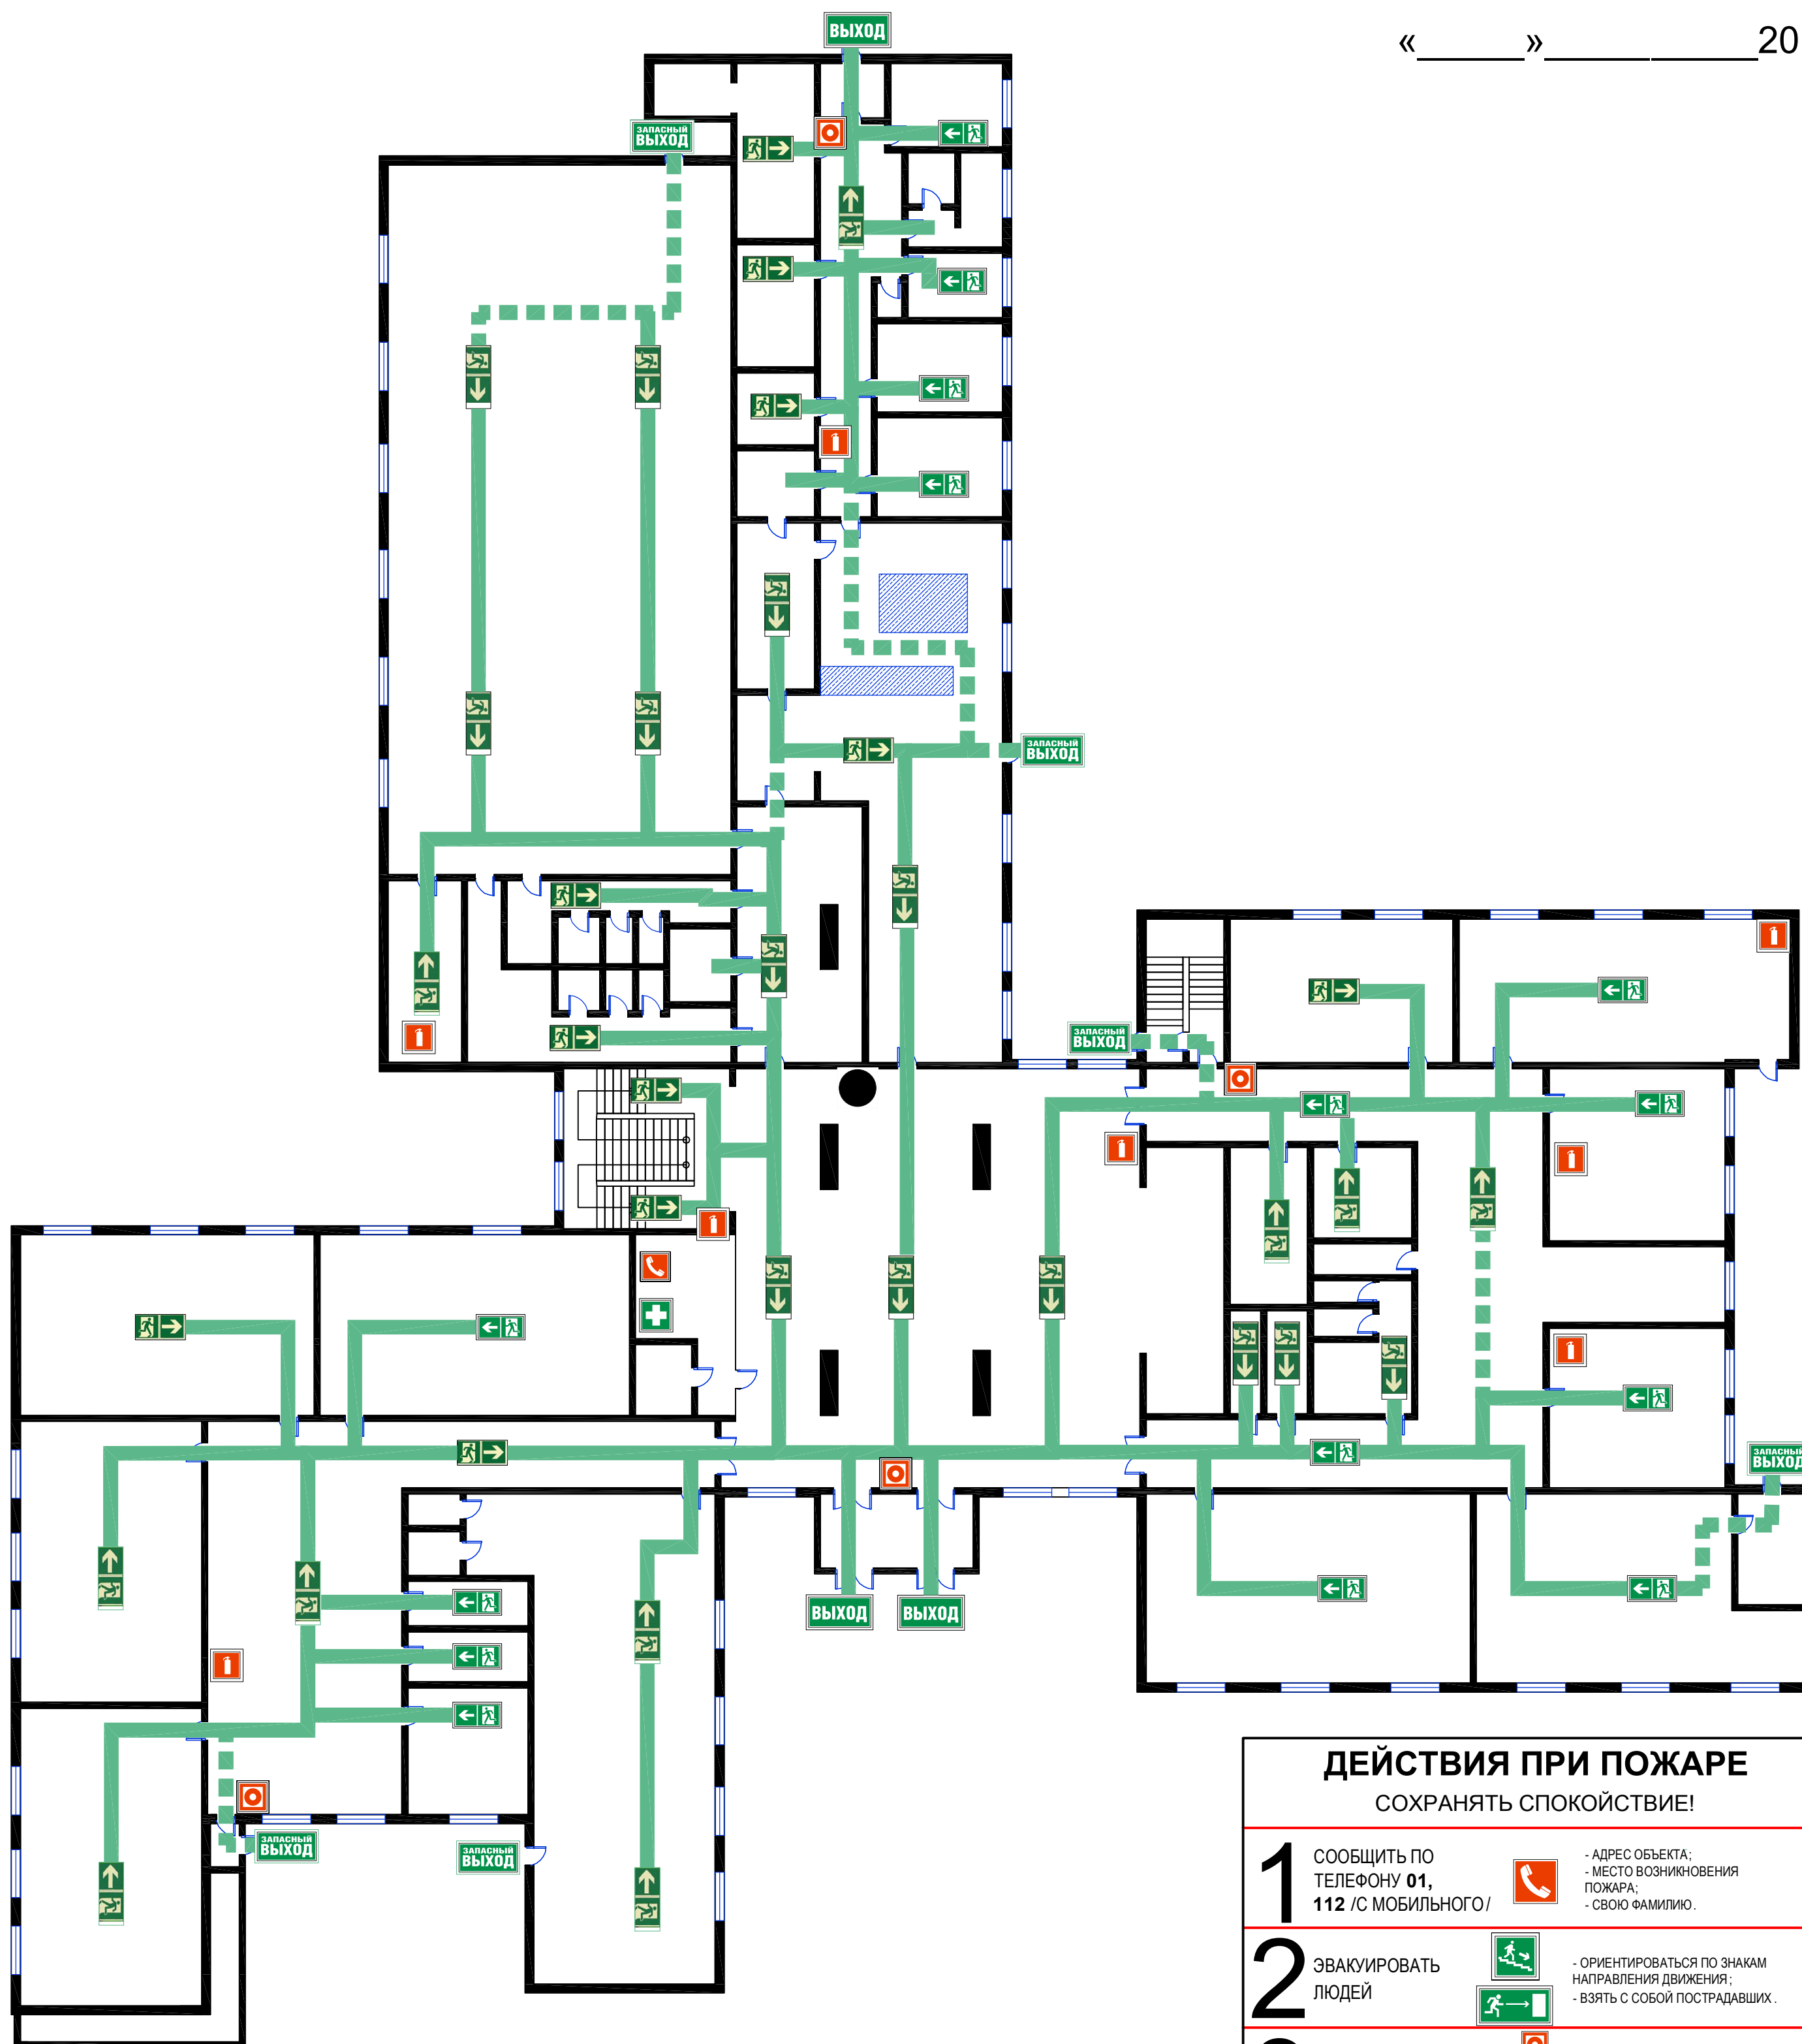 «_____»__________20
ВЫХОД
ЗАПАСНЫЙ
ВЫХОД
ЗАПАСНЫЙ
ВЫХОД
ЗАПАСНЫЙ
ВЫХОД
ЗАПАСНЫЙ
ВЫХОД
ВЫХОД
ВЫХОД
ЗАПАСНЫЙ
ВЫХОД
ЗАПАСНЫЙ
ВЫХОД
ДЕЙСТВИЯ ПРИ ПОЖАРЕ
СОХРАНЯТЬ СПОКОЙСТВИЕ!
1
СООБЩИТЬ ПО
ТЕЛЕФОНУ 01,
112 /С МОБИЛЬНОГО/
- АДРЕС ОБЪЕКТА;
- МЕСТО ВОЗНИКНОВЕНИЯ
ПОЖАРА;
- СВОЮ ФАМИЛИЮ.
2
ЭВАКУИРОВАТЬ
ЛЮДЕЙ
- ОРИЕНТИРОВАТЬСЯ ПО ЗНАКАМ
НАПРАВЛЕНИЯ ДВИЖЕНИЯ;
- ВЗЯТЬ С СОБОЙ ПОСТРАДАВШИХ.